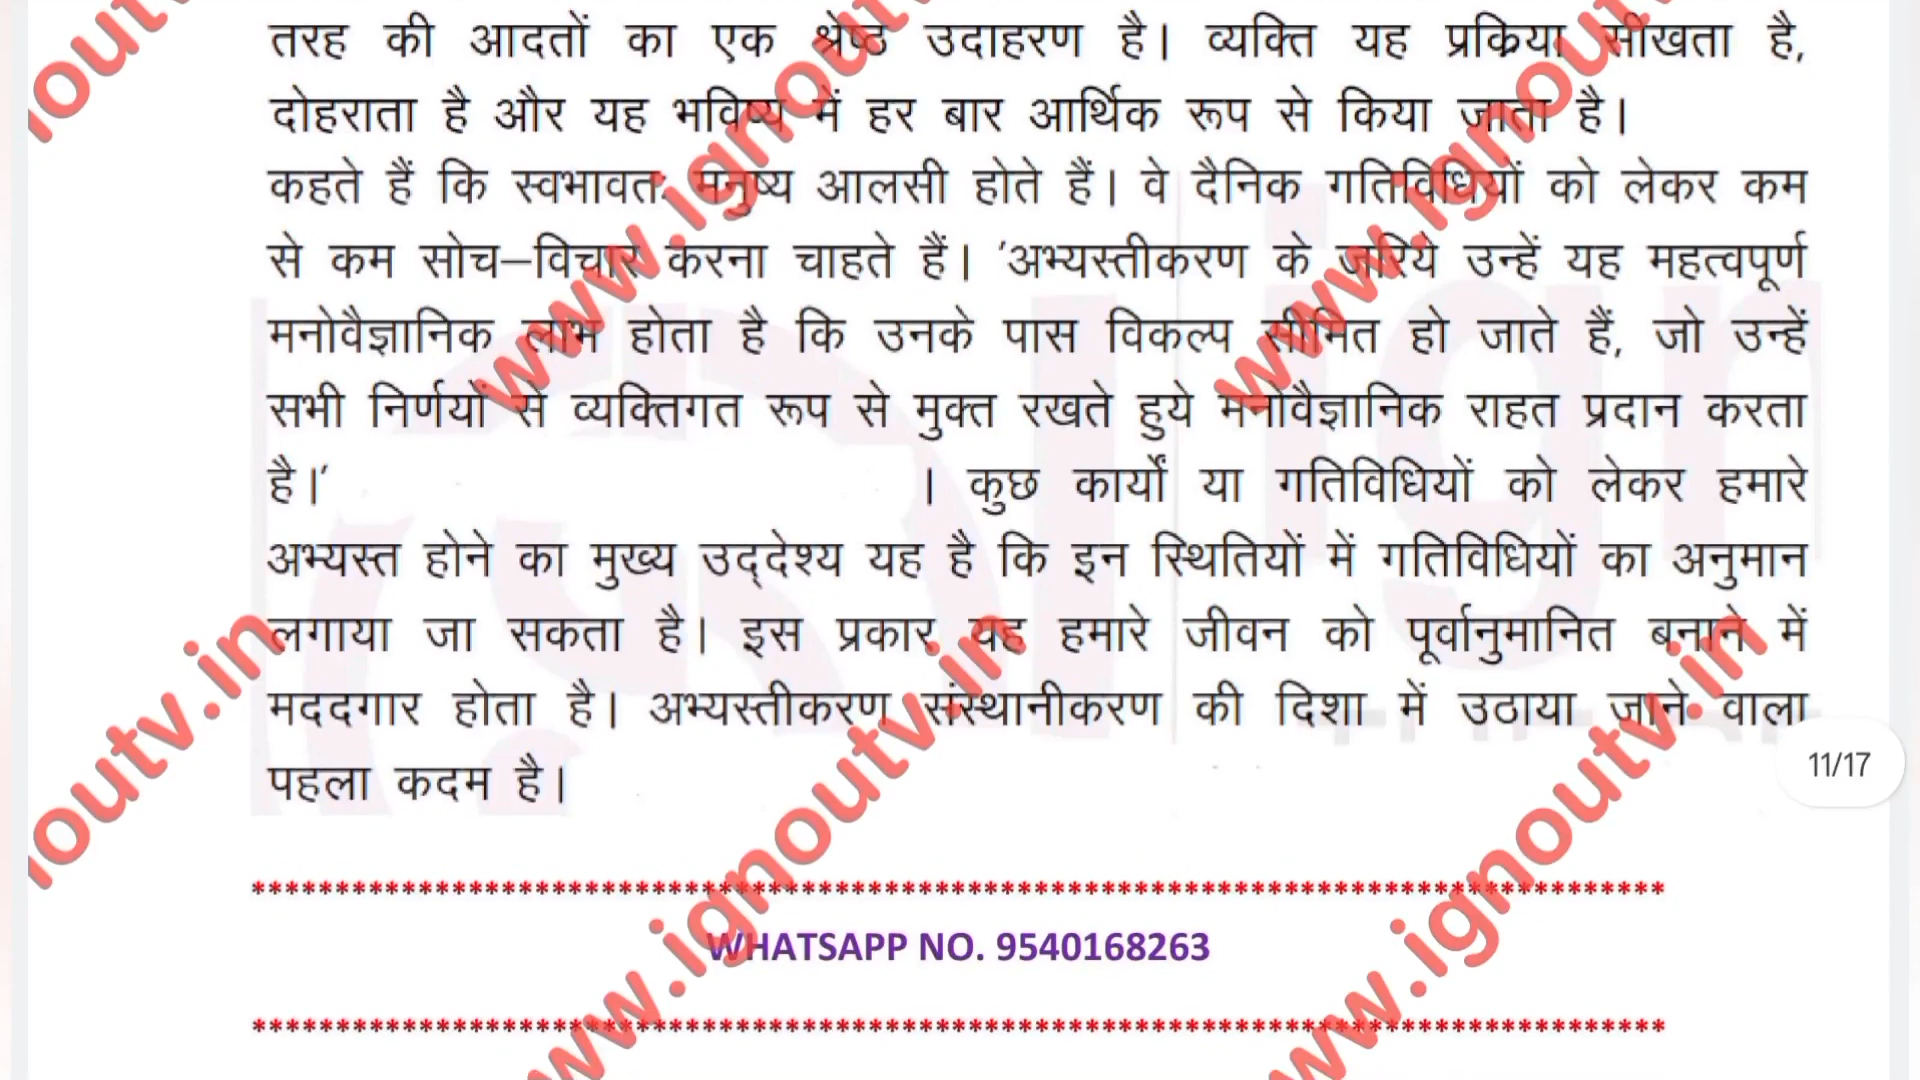 तरह की आदतों का एक श्रेष्ठ उदाहरण है। व्यक्ति यह प्रक्रिया सीखता है,
दोहराता है और यह भविष्य में हर बार आर्थिक रूप से किया जाता है।
कहते हैं कि स्वभावतः मनुष्य आलसी होते हैं। वे दैनिक गतिविधियों को लेकर कम
से कम सोच–विचार करना चाहते हैं। 'अभ्यस्तीकरण के जरिये उन्हें यह महत्वपूर्ण
मनोवैज्ञानिक लाभ होता है कि उनके पास विकल्प सीमित हो जाते हैं, जो उन्हें
सभी निर्णयों से व्यक्तिगत रूप से मुक्त रखते हुये मनोवैज्ञानिक राहत प्रदान करता
है।' । कुछ कार्यों या गतिविधियों को लेकर हमारे
अभ्यस्त होने का मुख्य उद्देश्य यह है कि इन स्थितियों में गतिविधियों का अनुमान
लगाया जा सकता है। इस प्रकार यह हमारे जीवन को पूर्वानुमानित बनाने में
मददगार होता है। अभ्यस्तीकरण संस्थानीकरण की दिशा में उठाया जाने वाला
पहला कदम है।
11/17
*************************************************************************************
WHATSAPP NO. 9540168263
*************************************************************************************
www.ignoutv.in
www.ignoutv.in